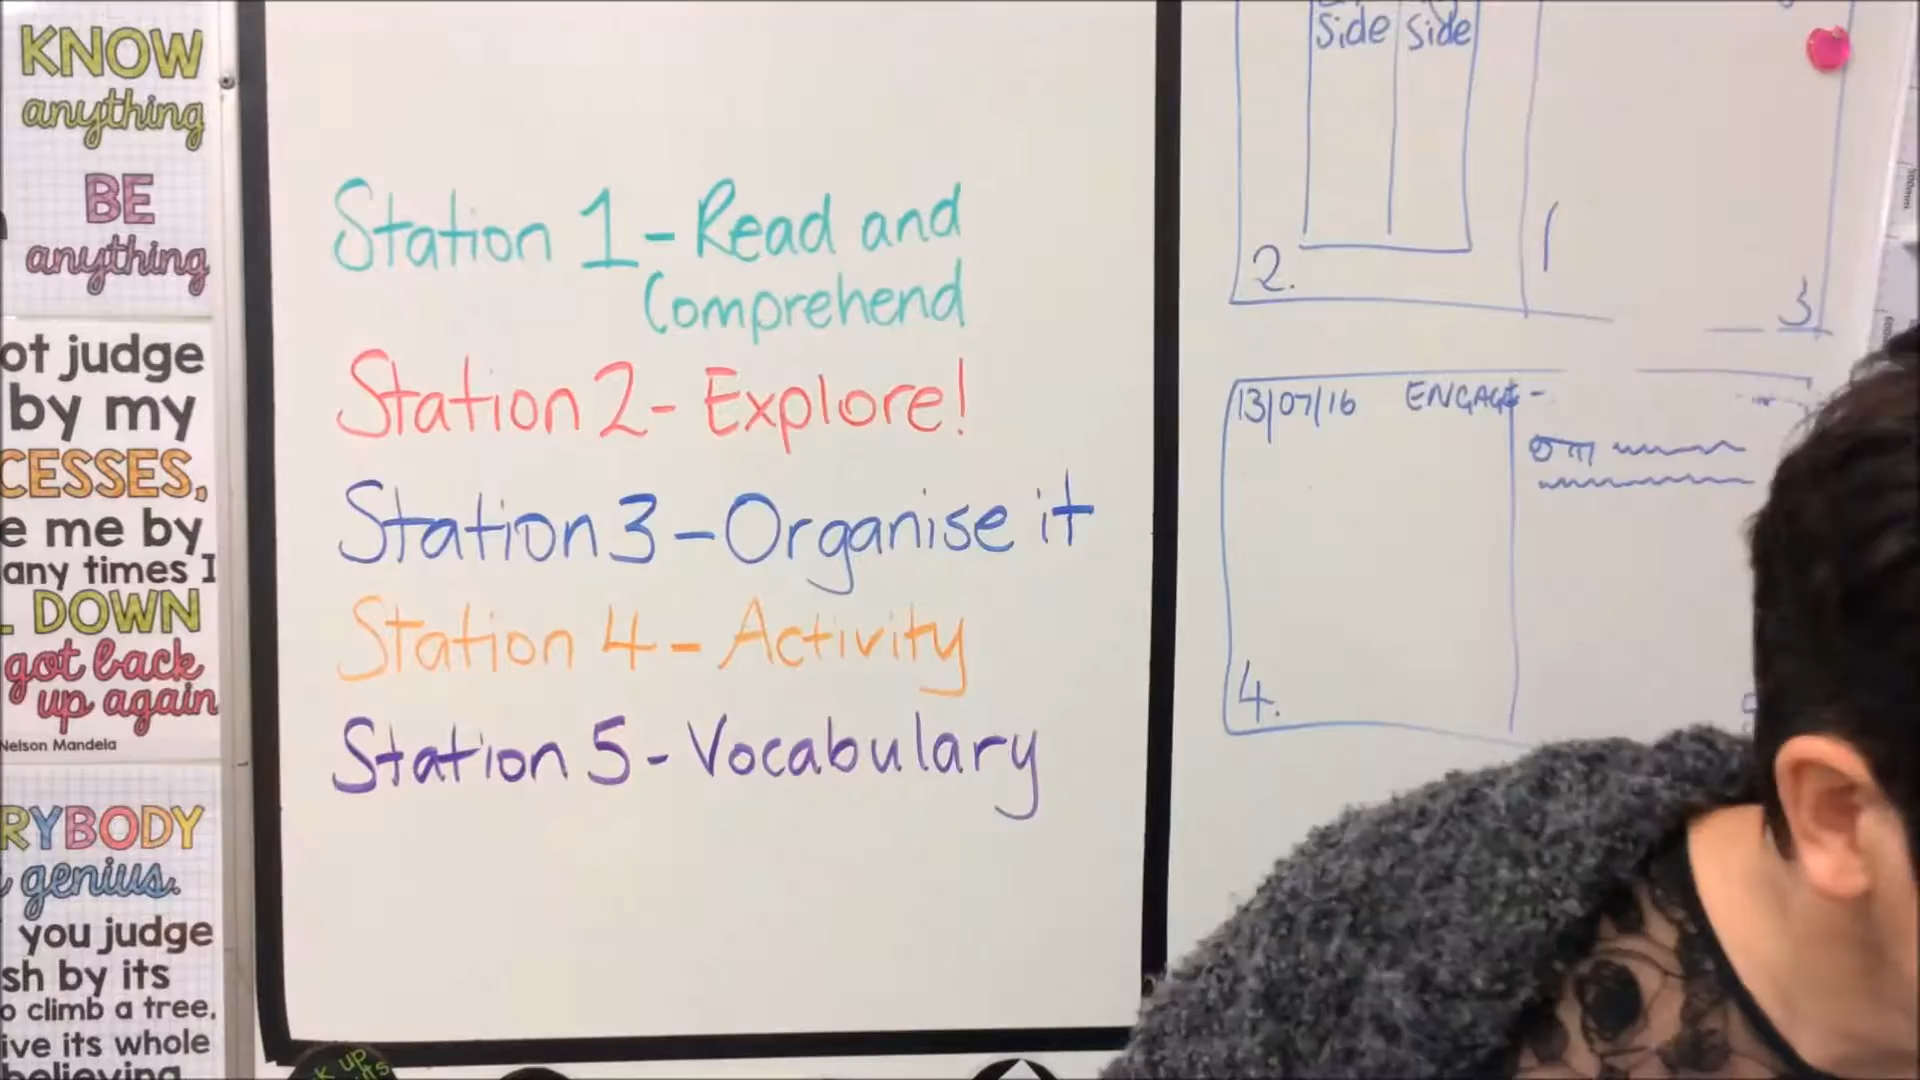 KNOW
anything
BE
anything
ot judge
by my
CESSES,
e me by
any times I
DOWN
got back
up again
Nelson Mandela
RYBODY
genius.
you judge
sh by its
o climb a tree,
ive its whole
believing
Station 1 - Read and
Comprehend
Station 2 - Explore!
Station 3 - Organise it
Station 4 - Activity
Station 5 - Vocabulary
k up
Side Side
2.
1
3
13/07/16 ENGAGE -
4.